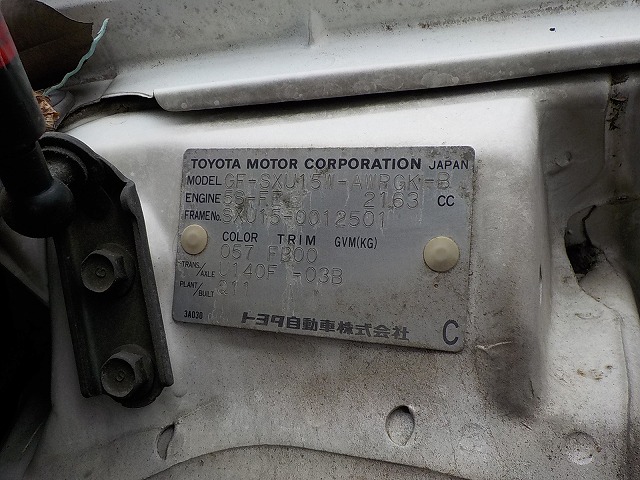 TOYOTA MOTOR CORPORATION JAPAN
MODEL GF-SXU15W-AWRGK-B
ENGINE 2163 CC
FRAME No. SXU15-0012501
COLOR TRIM GVM(KG)
057 FB00
TRANS./AXLE -03B
PLANT/BUILT
3A030
トヨタ自動車株式会社 C